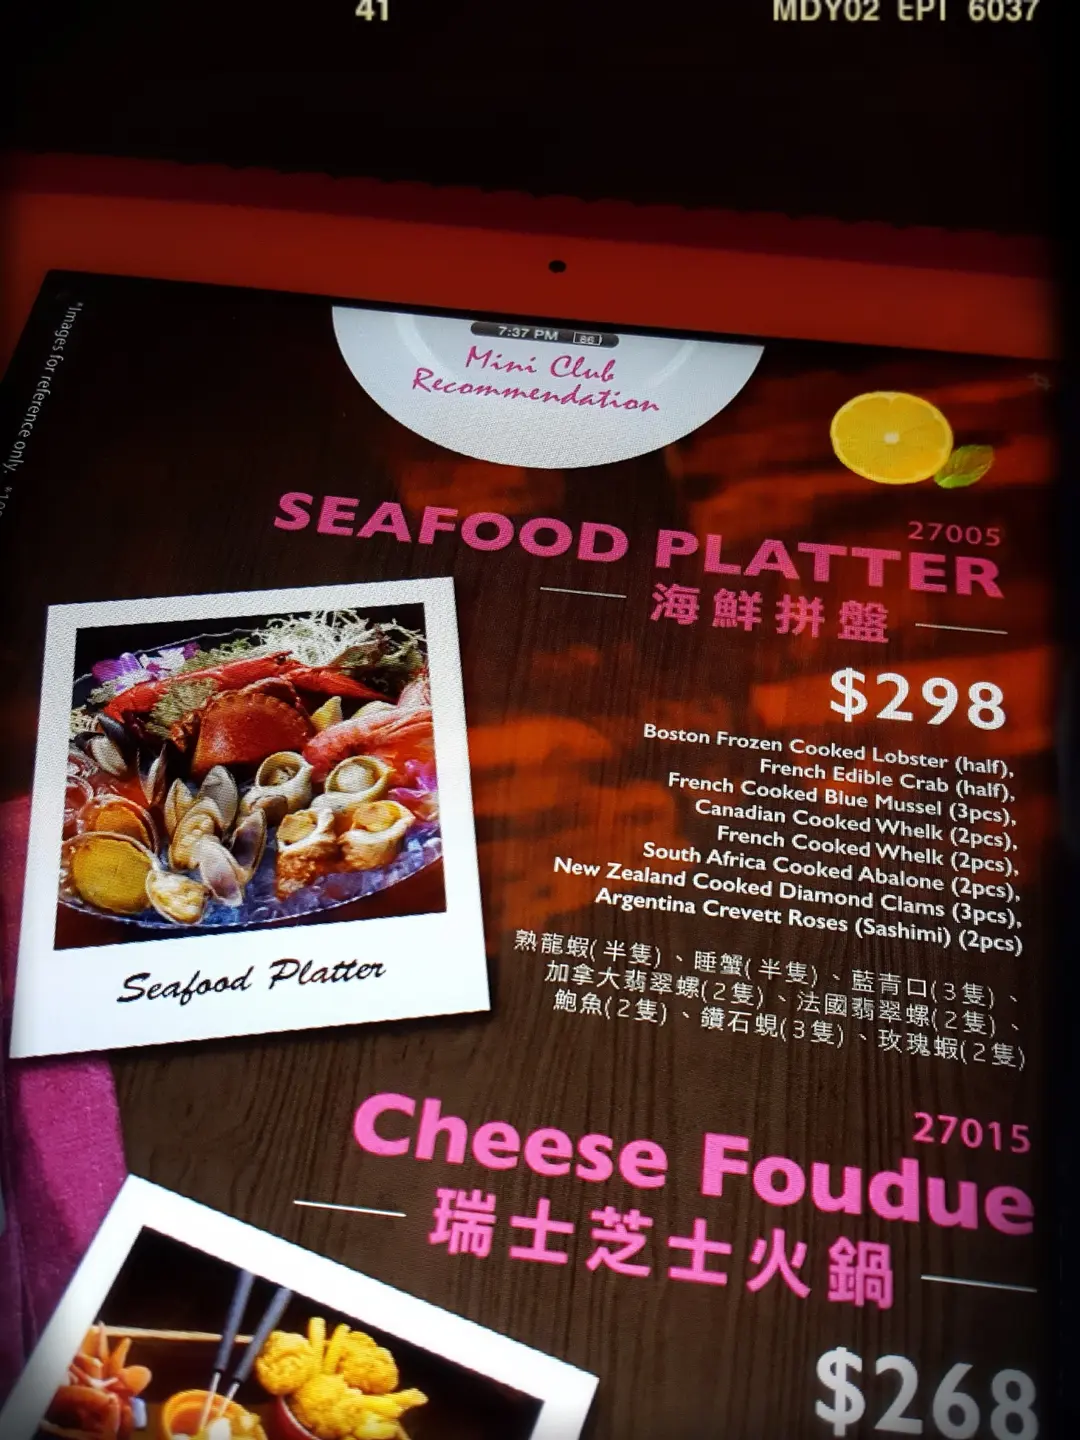 41
MDY02 EPI 6037
*Images for reference only.
7:37 PM
86
Mini Club
Recommendation
27005
SEAFOOD PLATTER
海鮮拼盤
$298
Boston Frozen Cooked Lobster (half),
French Edible Crab (half),
French Cooked Blue Mussel (3pcs),
Canadian Cooked Whelk (2pcs),
French Cooked Whelk (2pcs),
South Africa Cooked Abalone (2pcs),
New Zealand Cooked Diamond Clams (3pcs),
Argentina Crevett Roses (Sashimi) (2pcs)
熟龍蝦(半隻)、睡蟹(半隻)、藍青口(3隻)、
加拿大翡翠螺(2隻)、法國翡翠螺(2隻)、
鮑魚(2隻)、鑽石蜆(3隻)、玫瑰蝦(2隻)
Seafood Platter
27015
Cheese Foudue
瑞士芝士火鍋
$268